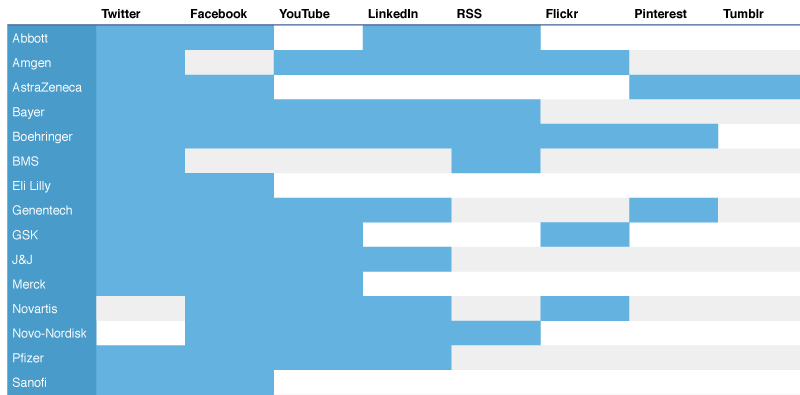 Twitter Facebook YouTube LinkedIn RSS Flickr Pinterest Tumblr
Abbott
Amgen
AstraZeneca
Bayer
Boehringer
BMS
Eli Lilly
Genentech
GSK
J&J
Merck
Novartis
Novo-Nordisk
Pfizer
Sanofi